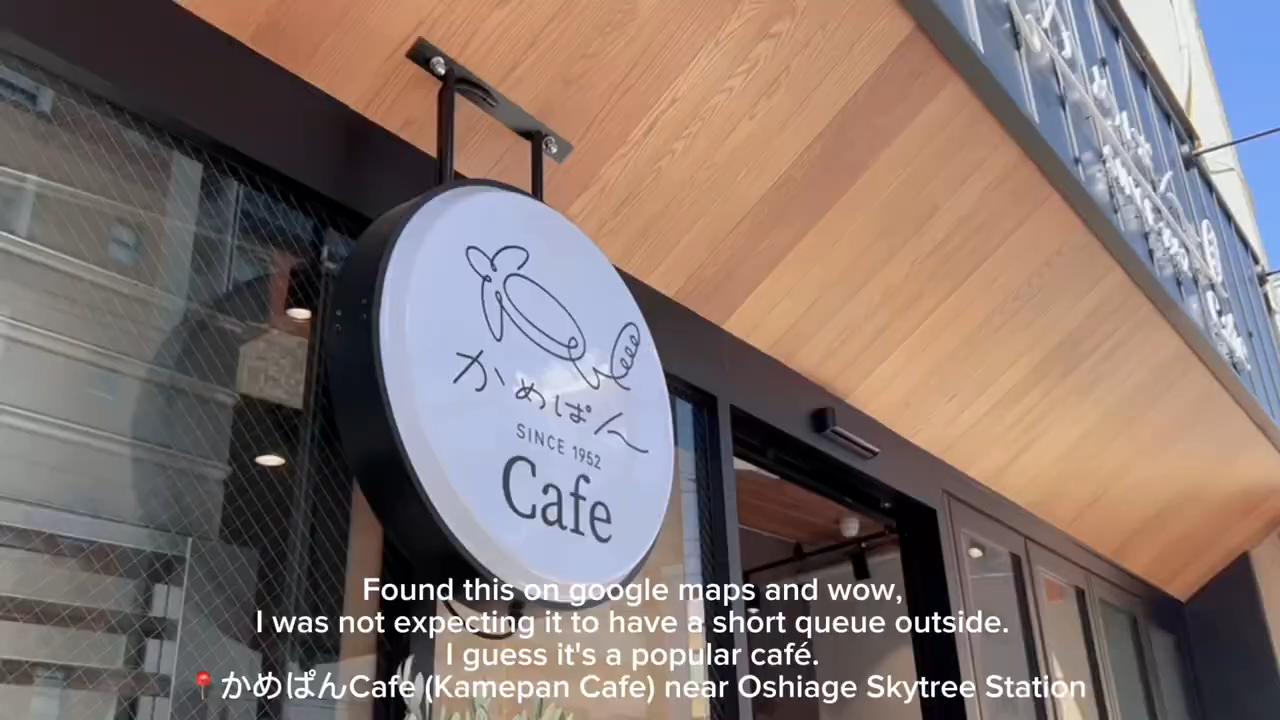 かめぱん
SINCE 1952
Cafe
Found this on google maps and wow,
I was not expecting it to have a short queue outside.
I guess it's a popular café.
📍かめぱんCafe (Kamepan Cafe) near Oshiage Skytree Station